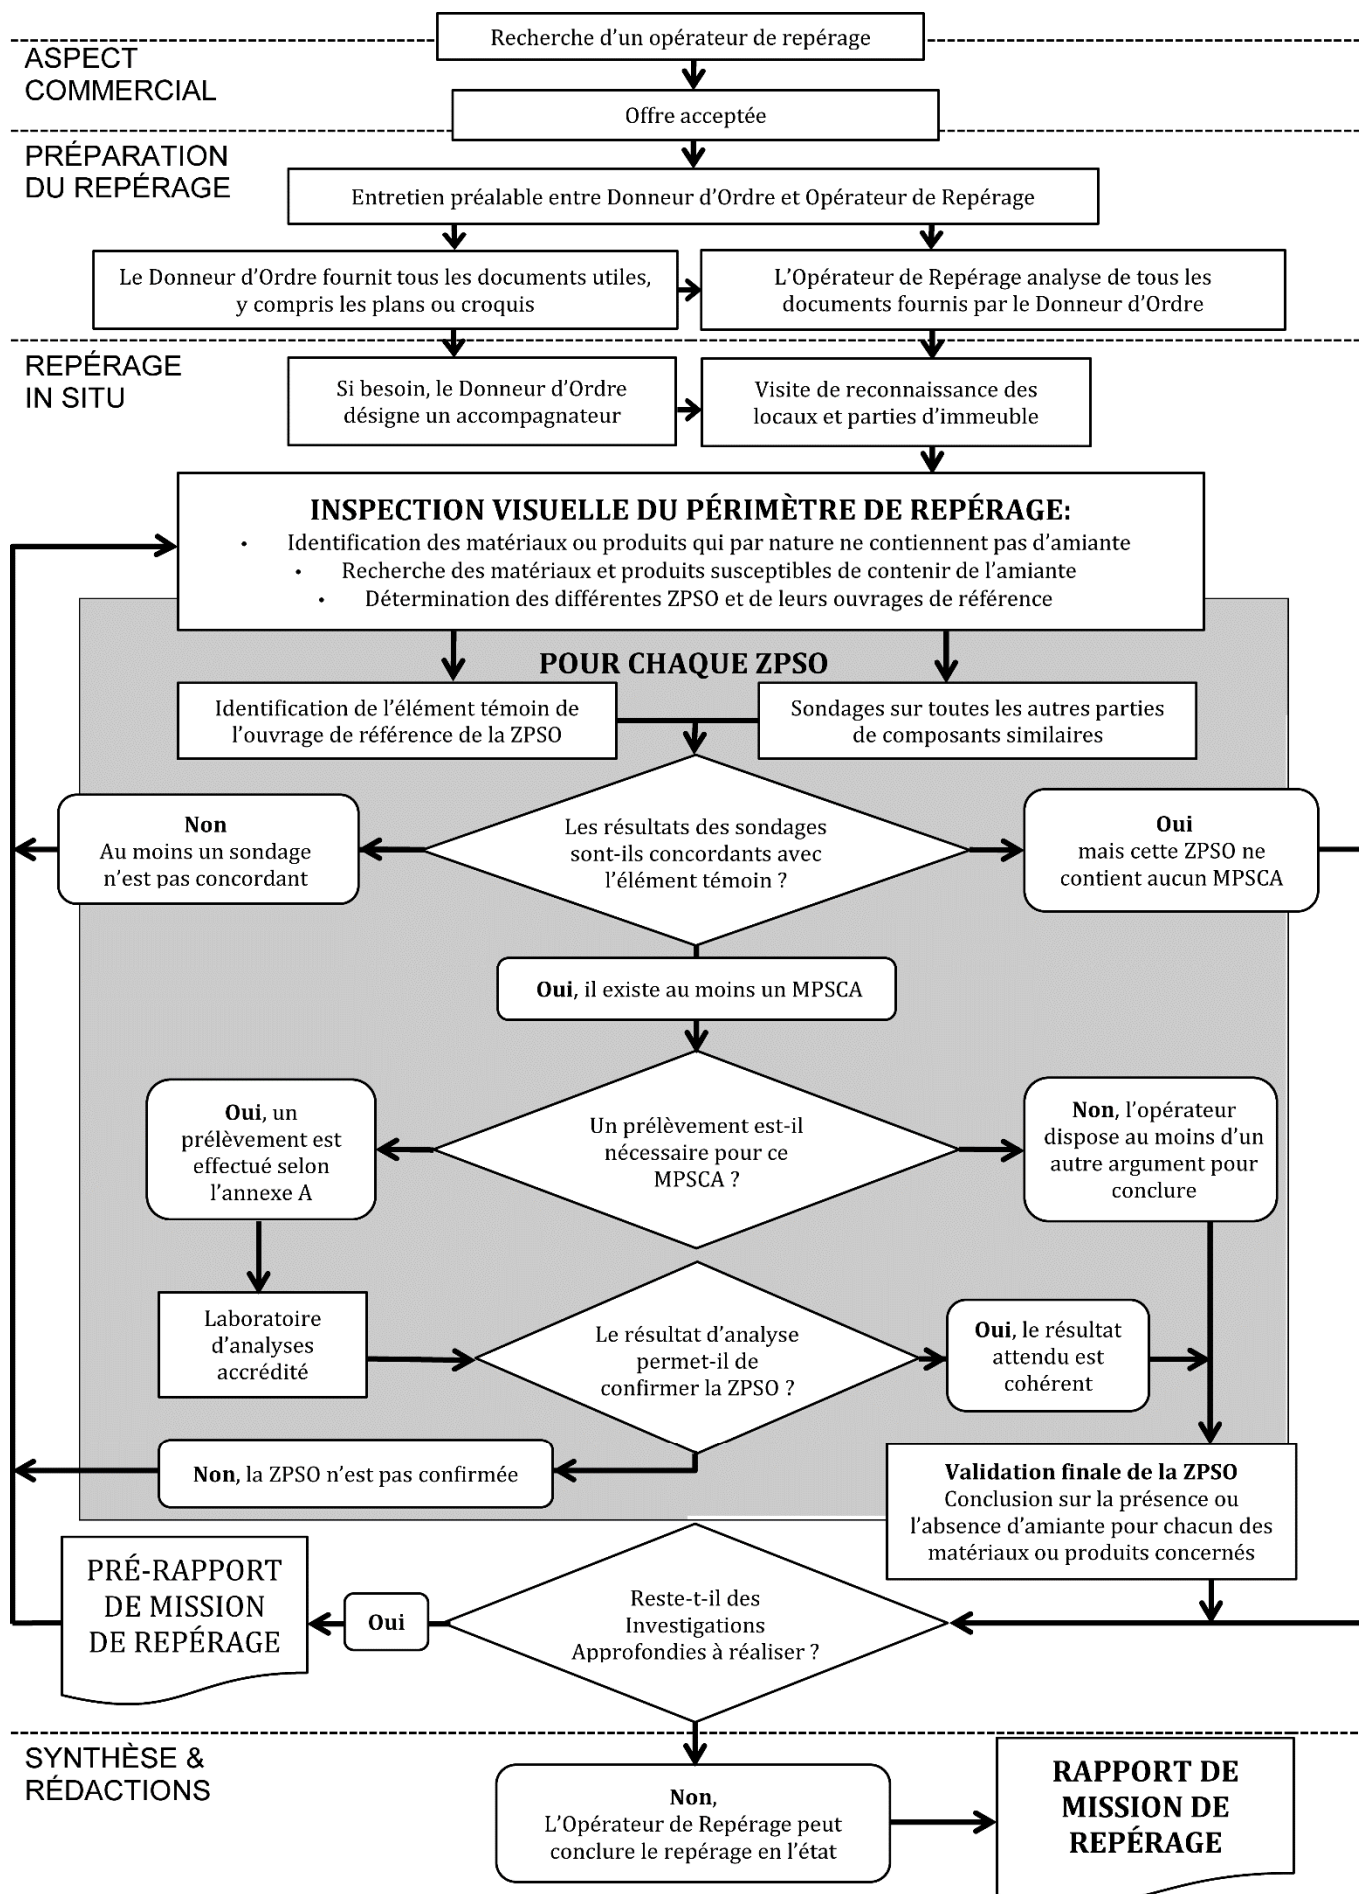 Recherche d'un opérateur de repérage
ASPECT
COMMERCIAL
Offre acceptée
PRÉPARATION
DU REPÉRAGE
Entretien préalable entre Donneur d'Ordre et Opérateur de Repérage
Le Donneur d'Ordre fournit tous les documents utiles,
y compris les plans ou croquis
L'Opérateur de Repérage analyse de tous les
documents fournis par le Donneur d'Ordre
REPÉRAGE
IN SITU
Si besoin, le Donneur d'Ordre
désigne un accompagnateur
Visite de reconnaissance des
locaux et parties d'immeuble
INSPECTION VISUELLE DU PÉRIMÈTRE DE REPÉRAGE:
• Identification des matériaux ou produits qui par nature ne contiennent pas d'amiante
• Recherche des matériaux et produits susceptibles de contenir de l'amiante
• Détermination des différentes ZPSO et de leurs ouvrages de référence
POUR CHAQUE ZPSO
Identification de l'élément témoin de
l'ouvrage de référence de la ZPSO
Sondages sur toutes les autres parties
de composants similaires
Non
Au moins un sondage
n'est pas concordant
Les résultats des sondages
sont-ils concordants avec
l'élément témoin ?
Oui
mais cette ZPSO ne
contient aucun MPSCA
Oui, il existe au moins un MPSCA
Oui, un
prélèvement est
effectué selon
l'annexe A
Un prélèvement est-il
nécessaire pour ce
MPSCA ?
Non, l'opérateur
dispose au moins d'un
autre argument pour
conclure
Laboratoire
d'analyses
accrédité
Le résultat d'analyse
permet-il de
confirmer la ZPSO ?
Oui, le résultat
attendu est
cohérent
Non, la ZPSO n'est pas confirmée
Validation finale de la ZPSO
Conclusion sur la présence ou
l'absence d'amiante pour chacun des
matériaux ou produits concernés
PRÉ-RAPPORT
DE MISSION
DE REPÉRAGE
Oui
Reste-t-il des
Investigations
Approfondies à réaliser ?
SYNTHÈSE &
RÉDACTIONS
Non,
L'Opérateur de Repérage peut
conclure le repérage en l'état
RAPPORT DE
MISSION DE
REPÉRAGE